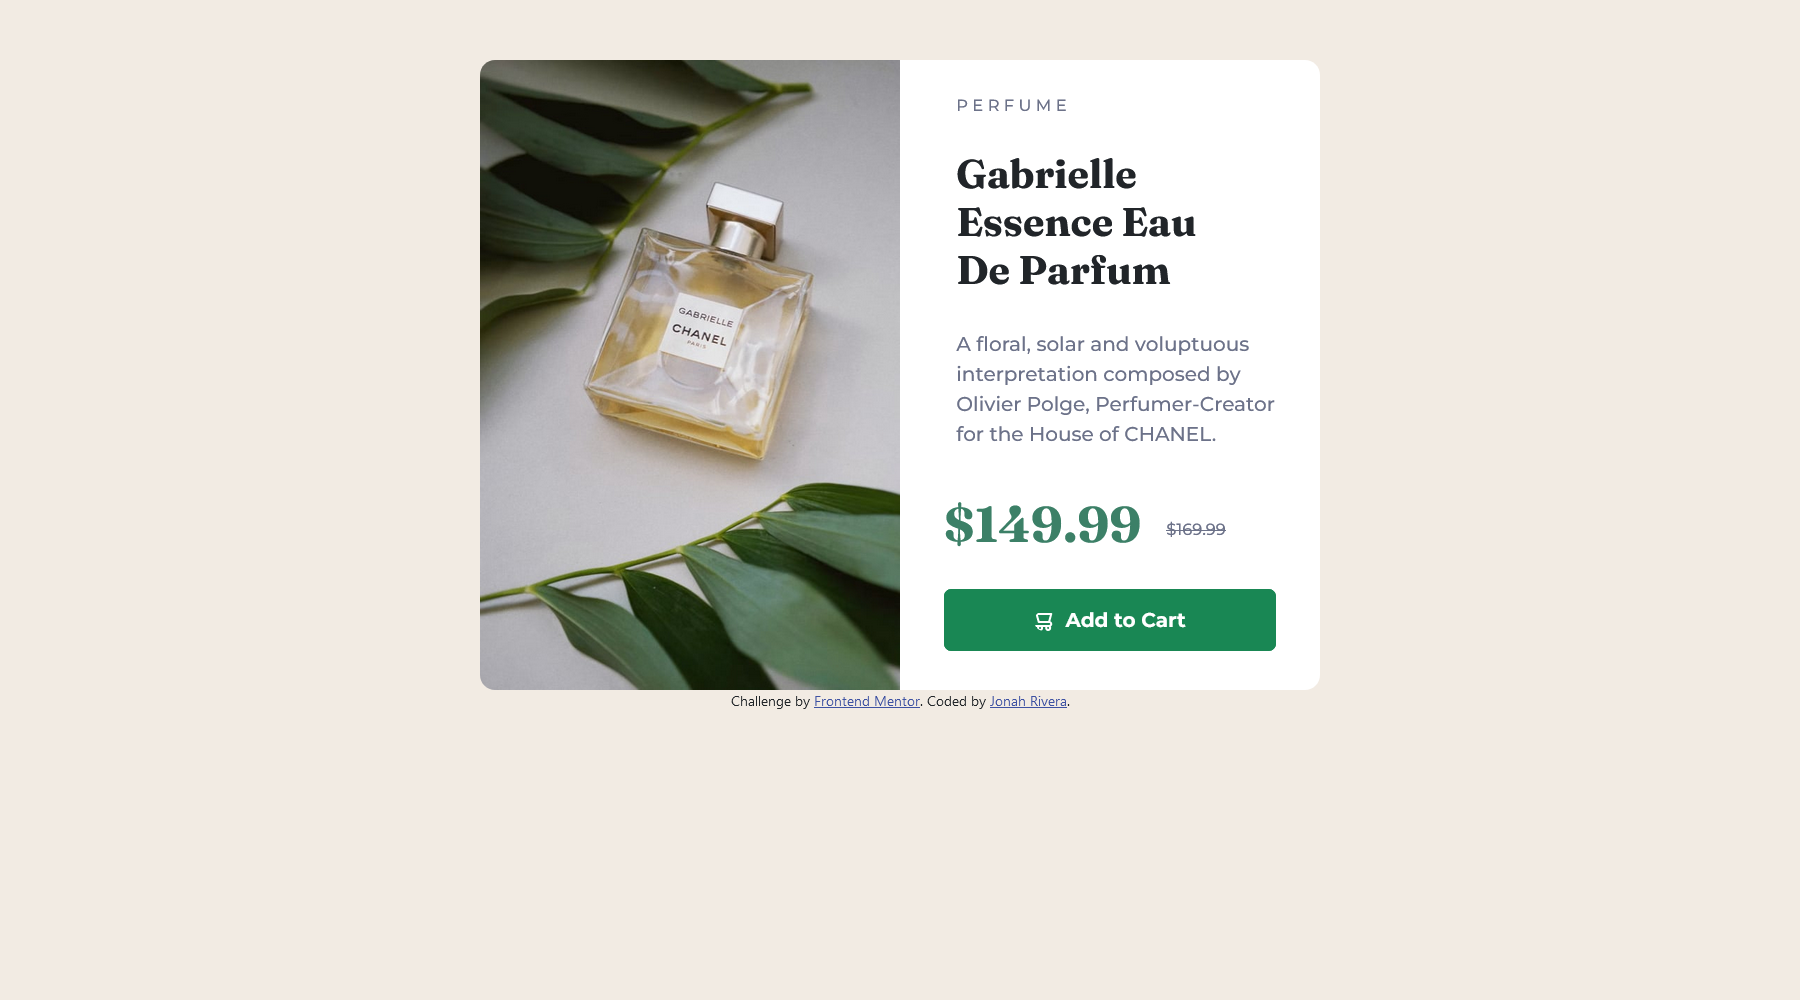 GABRIELLE
CHANEL
PARIS
PERFUME
Gabrielle
Essence Eau
De Parfum
A floral, solar and voluptuous
interpretation composed by
Olivier Polge, Perfumer-Creator
for the House of CHANEL.
$149.99 $169.99
Add to Cart
Challenge by Frontend Mentor. Coded by Jonah Rivera.